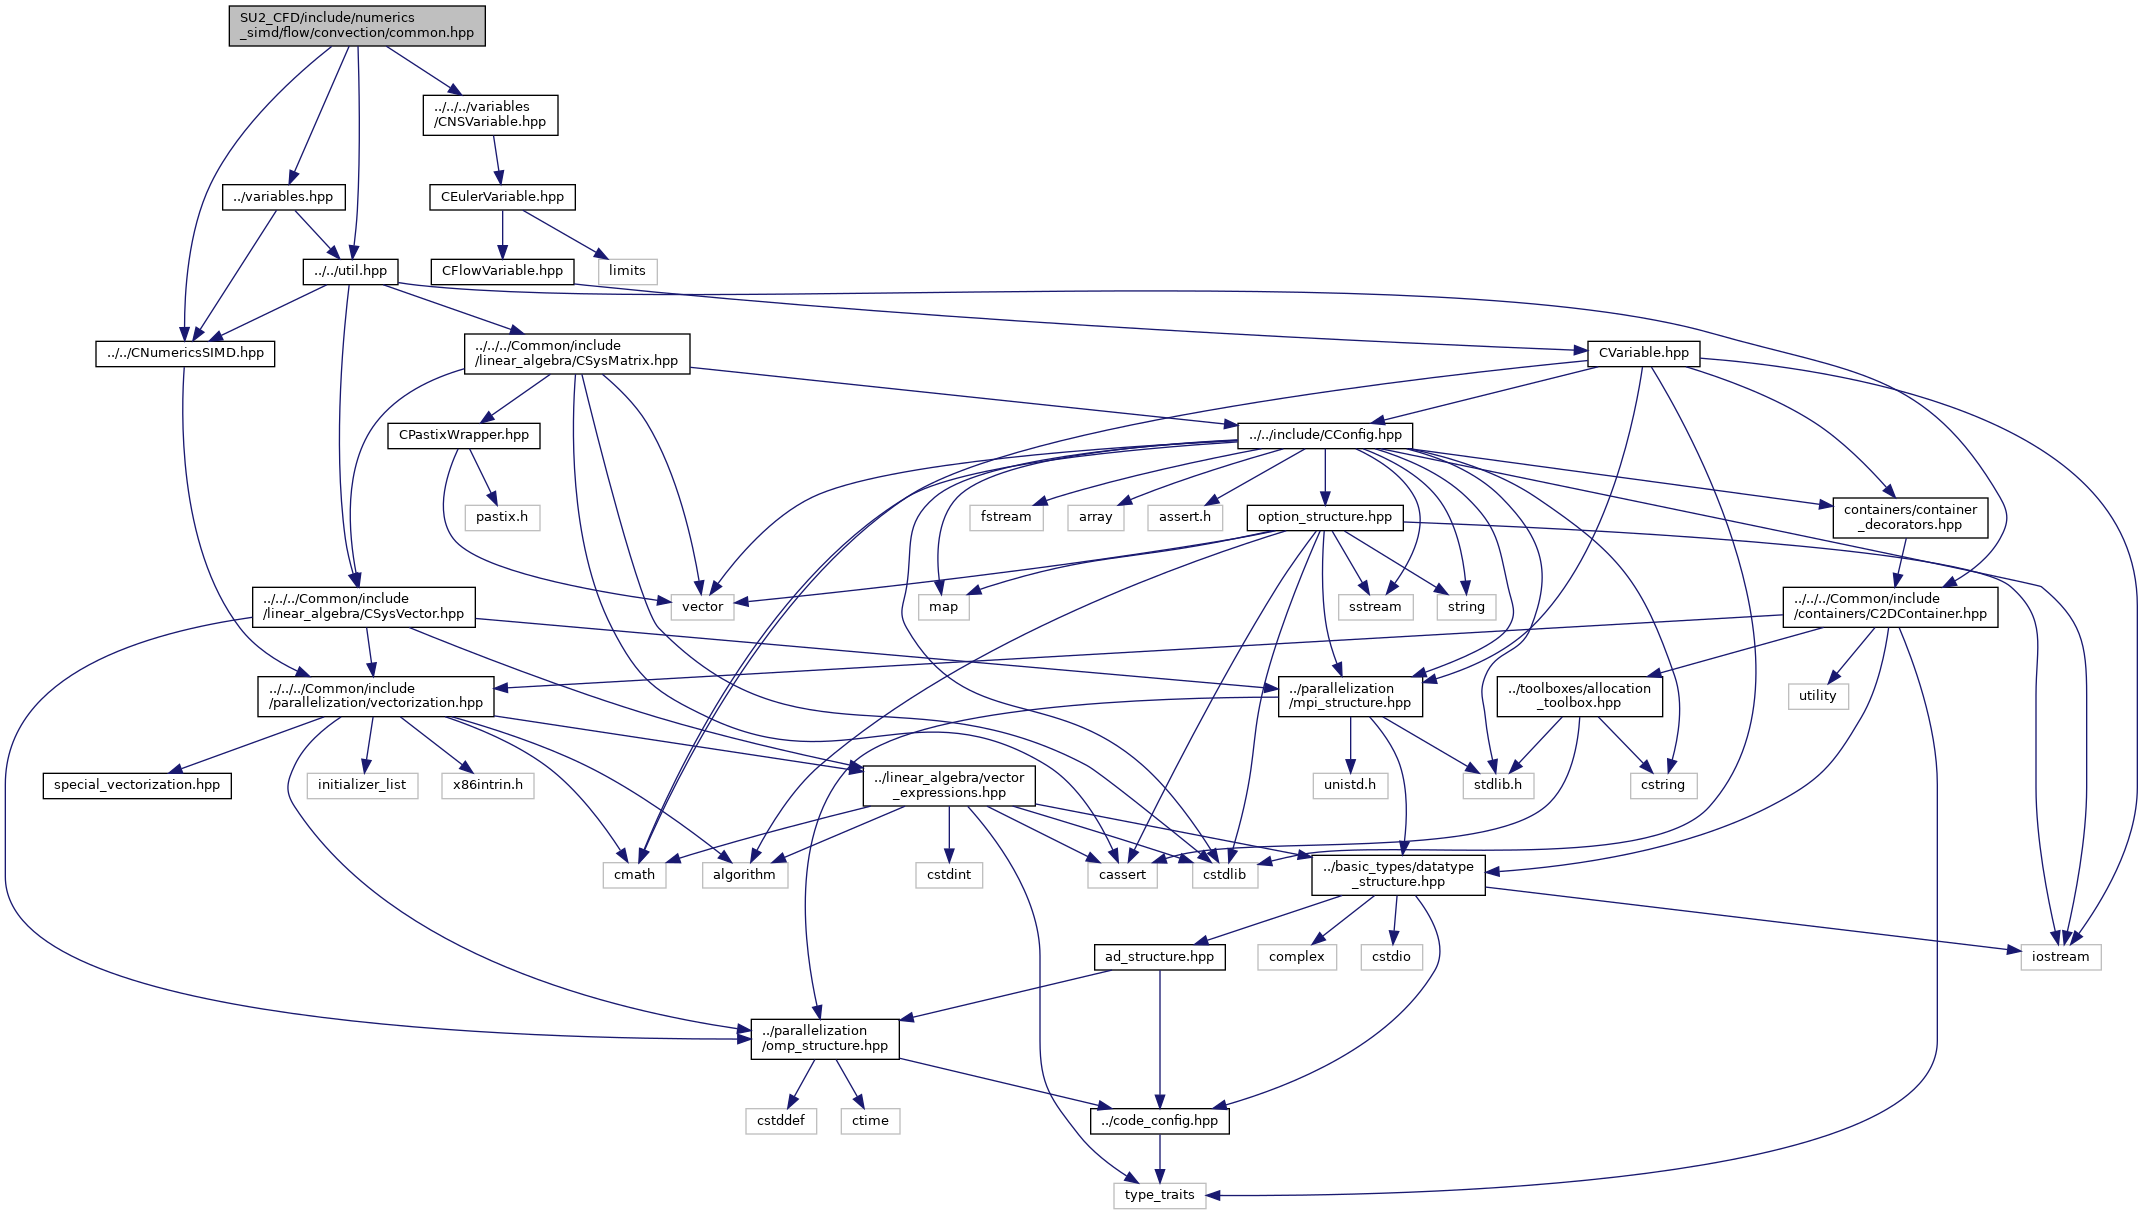 SU2_CFD/include/numerics
_simd/flow/convection/common.hpp
../../../variables
/CNSVariable.hpp
../variables.hpp
CEulerVariable.hpp
../../util.hpp
CFlowVariable.hpp
limits
../../CNumericsSIMD.hpp
../../../Common/include
/linear_algebra/CSysMatrix.hpp
CVariable.hpp
CPastixWrapper.hpp
../../include/CConfig.hpp
pastix.h
fstream
array
assert.h
option_structure.hpp
containers/container
_decorators.hpp
../../../Common/include
/linear_algebra/CSysVector.hpp
vector
map
sstream
string
../../../Common/include
/containers/C2DContainer.hpp
../../../Common/include
/parallelization/vectorization.hpp
../parallelization
/mpi_structure.hpp
../toolboxes/allocation
_toolbox.hpp
utility
special_vectorization.hpp
initializer_list
x86intrin.h
../linear_algebra/vector
_expressions.hpp
unistd.h
stdlib.h
cstring
cmath
algorithm
cstdint
cassert
cstdlib
../basic_types/datatype
_structure.hpp
ad_structure.hpp
complex
cstdio
iostream
../parallelization
/omp_structure.hpp
cstddef
ctime
../code_config.hpp
type_traits